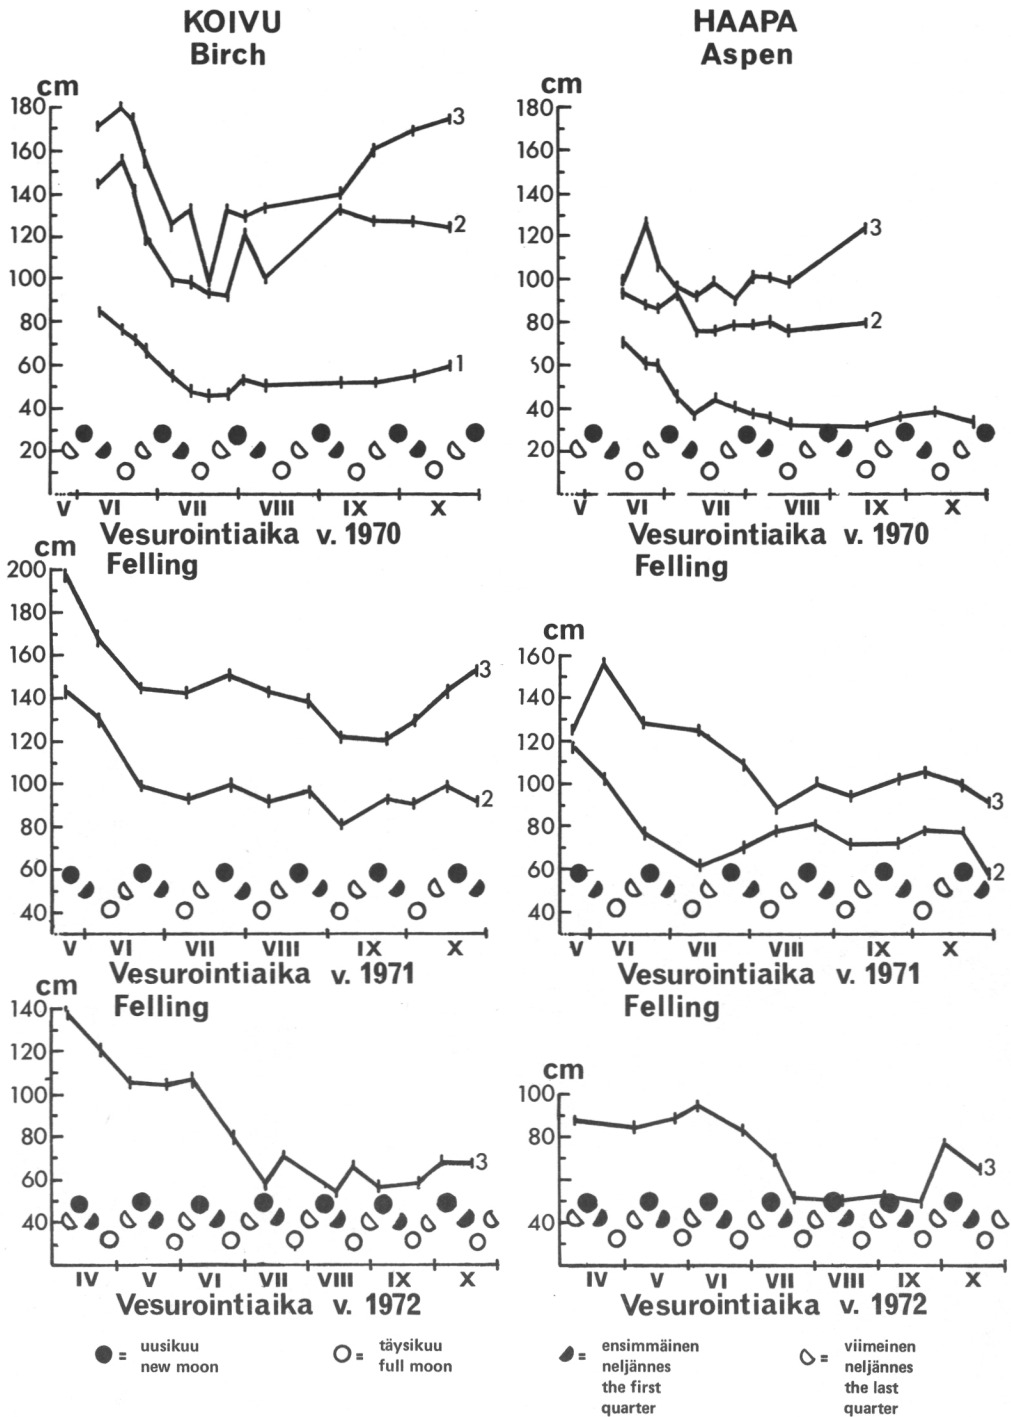 KOIVU
Birch
HAAPA
Aspen
cm
180
160
140
120
100
80
60
40
20
3
2
1
V VI VII VIII IX X
Vesurointiaika v. 1970
Felling
cm
180
160
140
120
100
80
50
40
20
3
2
V VI VII VIII IX X
Vesurointiaika v. 1970
Felling
cm
200
180
160
140
120
100
80
60
40
3
2
V VI VII VIII IX X
Vesurointiaika v. 1971
Felling
cm
160
140
120
100
80
60
40
3
2
V VI VII VIII IX X
Vesurointiaika v. 1971
Felling
cm
140
120
100
80
60
40
3
IV V VI VII VIII IX X
Vesurointiaika v. 1972
cm
100
80
40
3
IV V VI VII VIII IX X
Vesurointiaika v. 1972
= uusikuu
new moon
= täysikuu
full moon
= ensimmäinen
neljännes
the first
quarter
= viimeinen
neljännes
the last
quarter